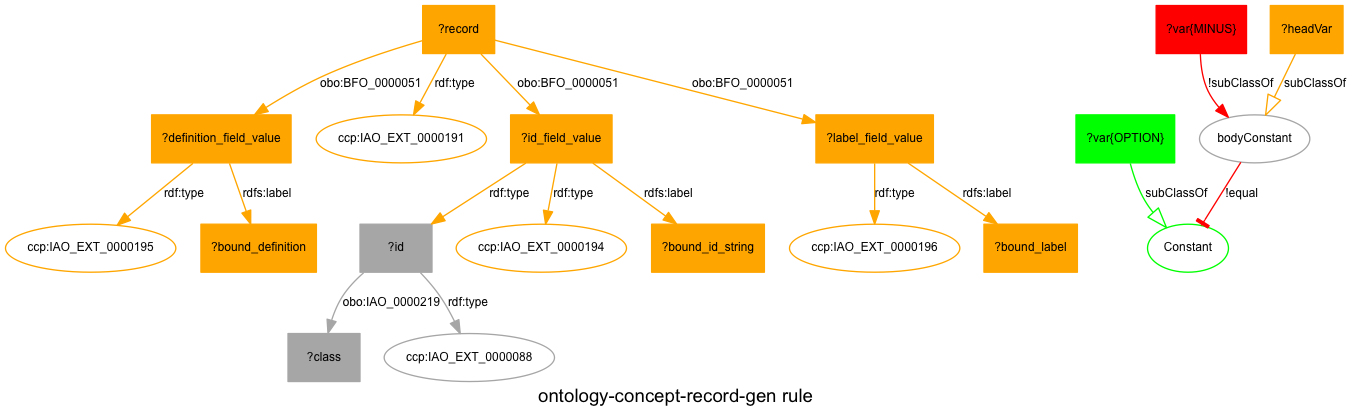 ?record
?var{MINUS}
?headVar
obo:BFO_0000051
rdf:type
obo:BFO_0000051
obo:BFO_0000051
!subClassOf
subClassOf
?definition_field_value
ccp:IAO_EXT_0000191
?id_field_value
?label_field_value
?var{OPTION}
bodyConstant
rdf:type
rdfs:label
rdf:type
rdf:type
rdfs:label
rdf:type
rdfs:label
subClassOf
!equal
ccp:IAO_EXT_0000195
?bound_definition
?id
ccp:IAO_EXT_0000194
?bound_id_string
ccp:IAO_EXT_0000196
?bound_label
Constant
obo:IAO_0000219
rdf:type
?class
ccp:IAO_EXT_0000088
ontology-concept-record-gen rule